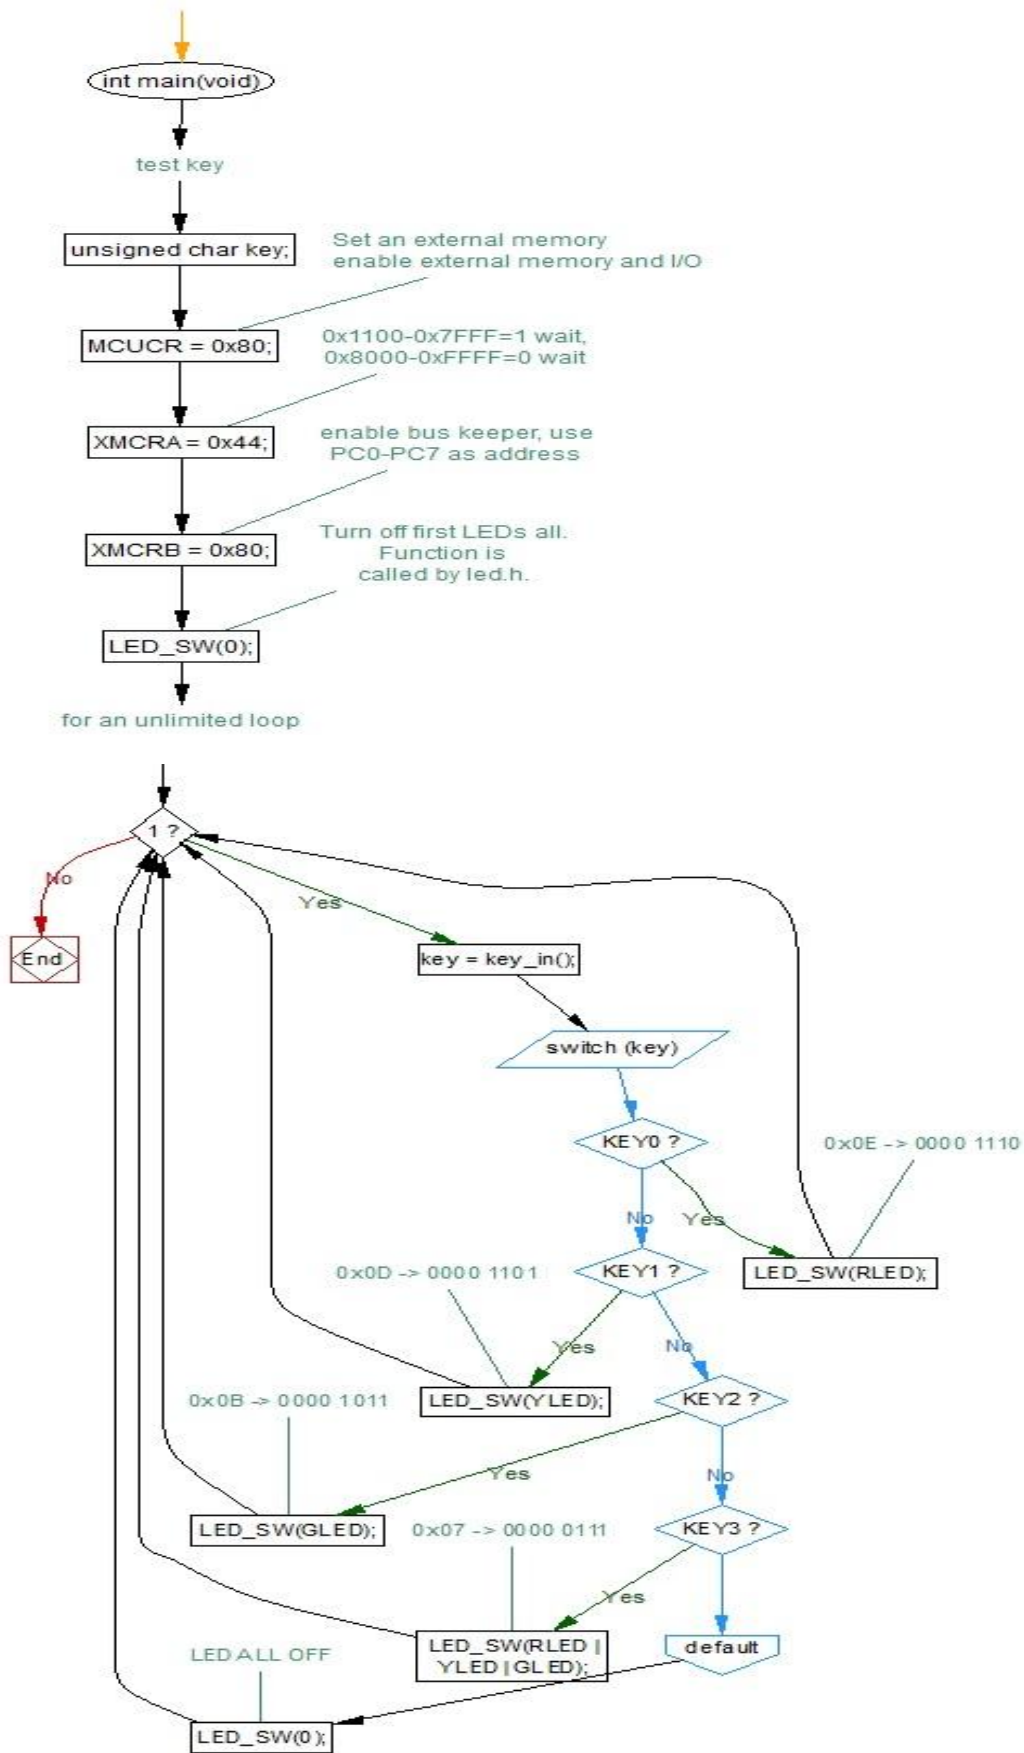 int main(void)
test key
unsigned char key;
Set an external memory
enable external memory and I/O
MCUCR = 0x80;
0x1100-0x7FFF=1 wait,
0x8000-0xFFFF=0 wait
XMCRA = 0x44;
enable bus keeper, use
PC0-PC7 as address
XMCRB = 0x80;
Turn off first LEDs all.
Function is
called by led.h.
LED_SW(0);
for an unlimited loop
1 ?
No
End
Yes
key = key_in();
switch (key)
KEY0 ?
0x0E -> 0000 1110
No
Yes
LED_SW(RLED);
KEY1 ?
0x0D -> 0000 1101
Yes
No
LED_SW(YLED);
KEY2 ?
0x0B -> 0000 1011
Yes
No
LED_SW(GLED);
0x07 -> 0000 0111
KEY3 ?
Yes
LED_SW(RLED |
YLED | GLED);
default
LED ALL OFF
LED_SW(0);